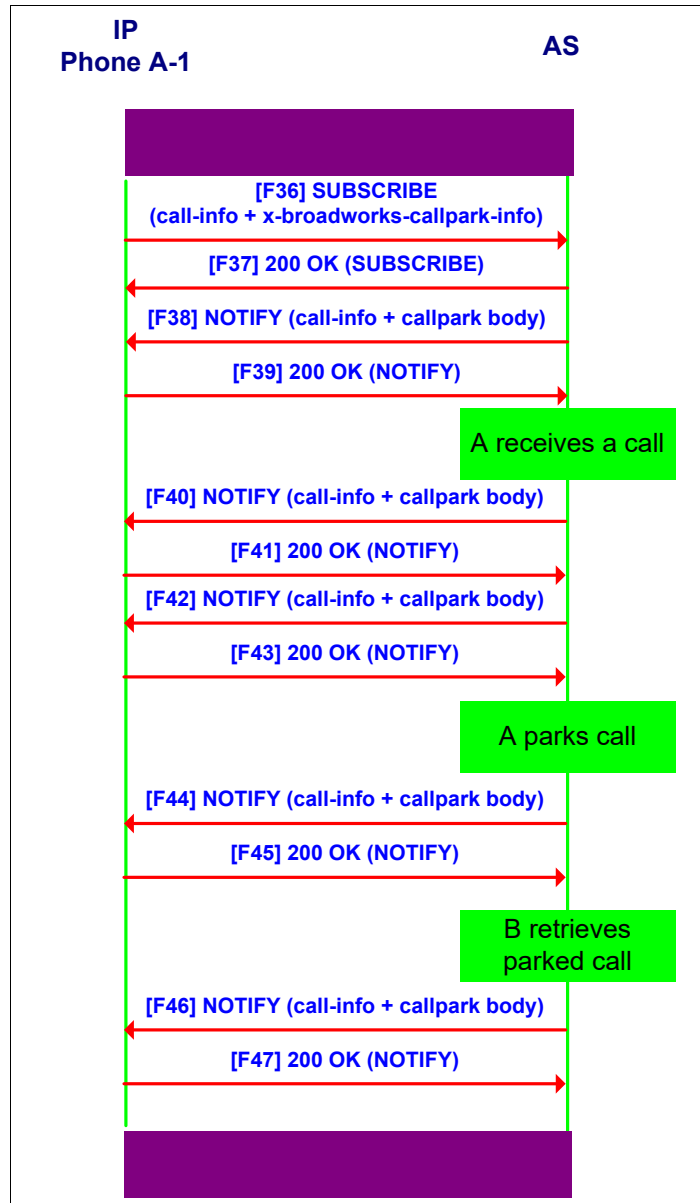 IP
Phone A-1
AS
[F36] SUBSCRIBE
(call-info + x-broadworks-callpark-info)
[F37] 200 OK (SUBSCRIBE)
[F38] NOTIFY (call-info + callpark body)
[F39] 200 OK (NOTIFY)
A receives a call
[F40] NOTIFY (call-info + callpark body)
[F41] 200 OK (NOTIFY)
[F42] NOTIFY (call-info + callpark body)
[F43] 200 OK (NOTIFY)
A parks call
[F44] NOTIFY (call-info + callpark body)
[F45] 200 OK (NOTIFY)
B retrieves
parked call
[F46] NOTIFY (call-info + callpark body)
[F47] 200 OK (NOTIFY)